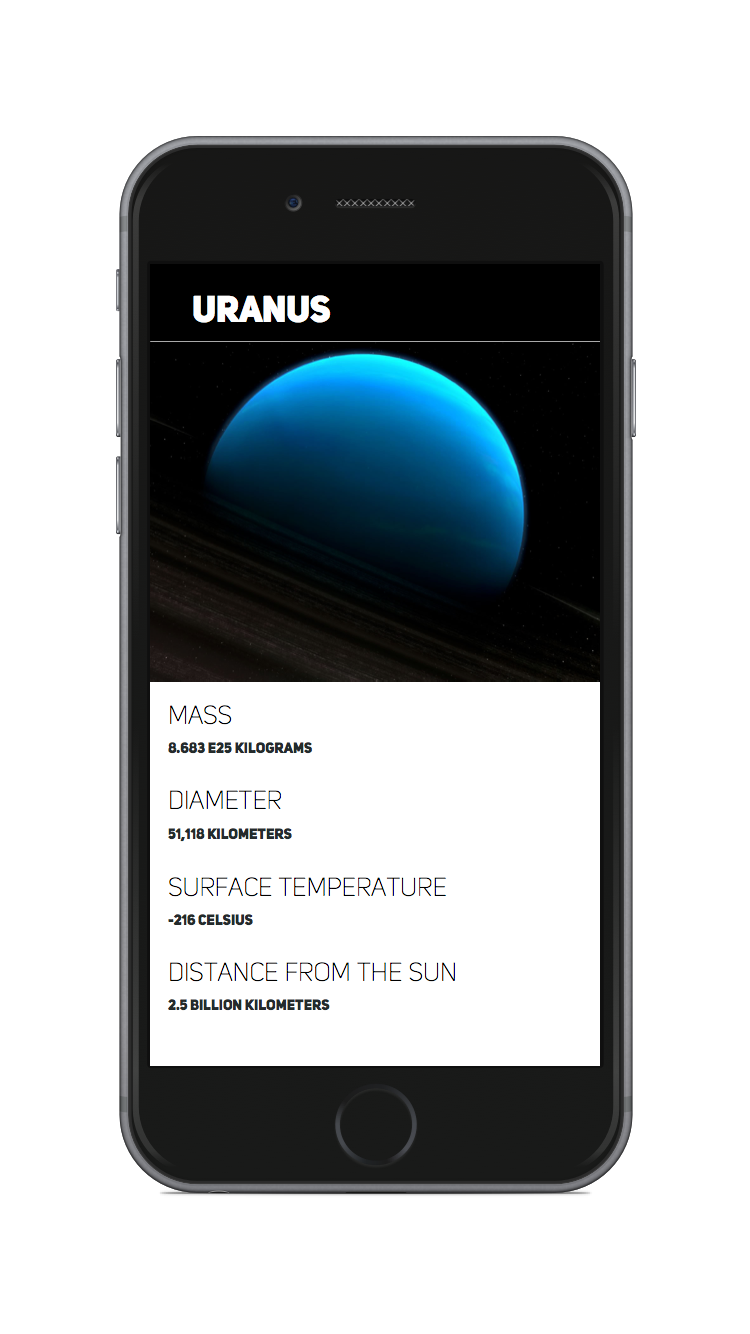 URANUS
MASS
8.683 E25 KILOGRAMS
DIAMETER
51,118 KILOMETERS
SURFACE TEMPERATURE
-216 CELSIUS
DISTANCE FROM THE SUN
2.5 BILLION KILOMETERS